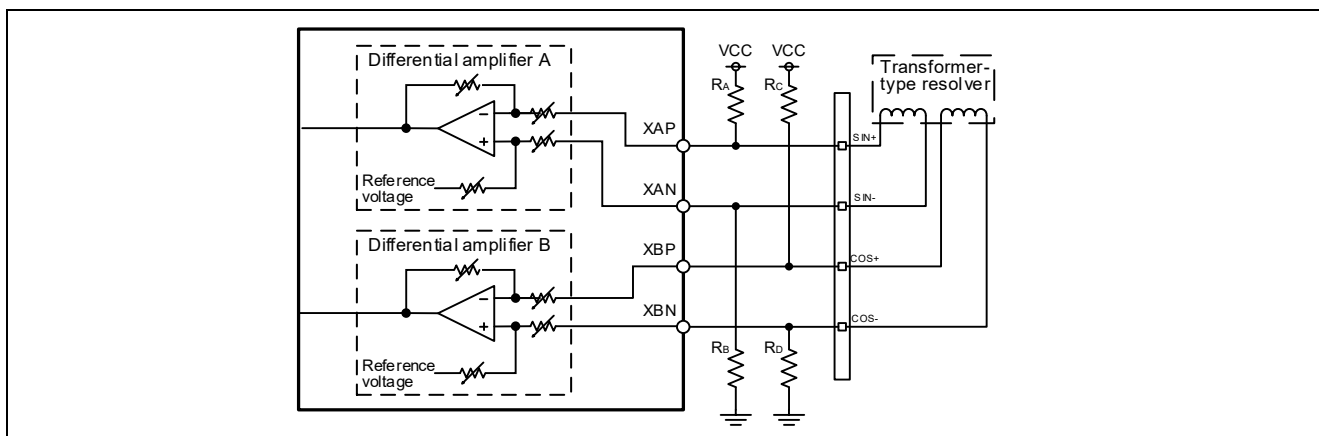 Differential amplifier A
Reference
voltage
Differential amplifier B
Reference
voltage
XAP
XAN
XBP
XBN
VCC VCC
RA RC
RB RD
SIN+
SIN-
COS+
COS-
Transformer-
type resolver